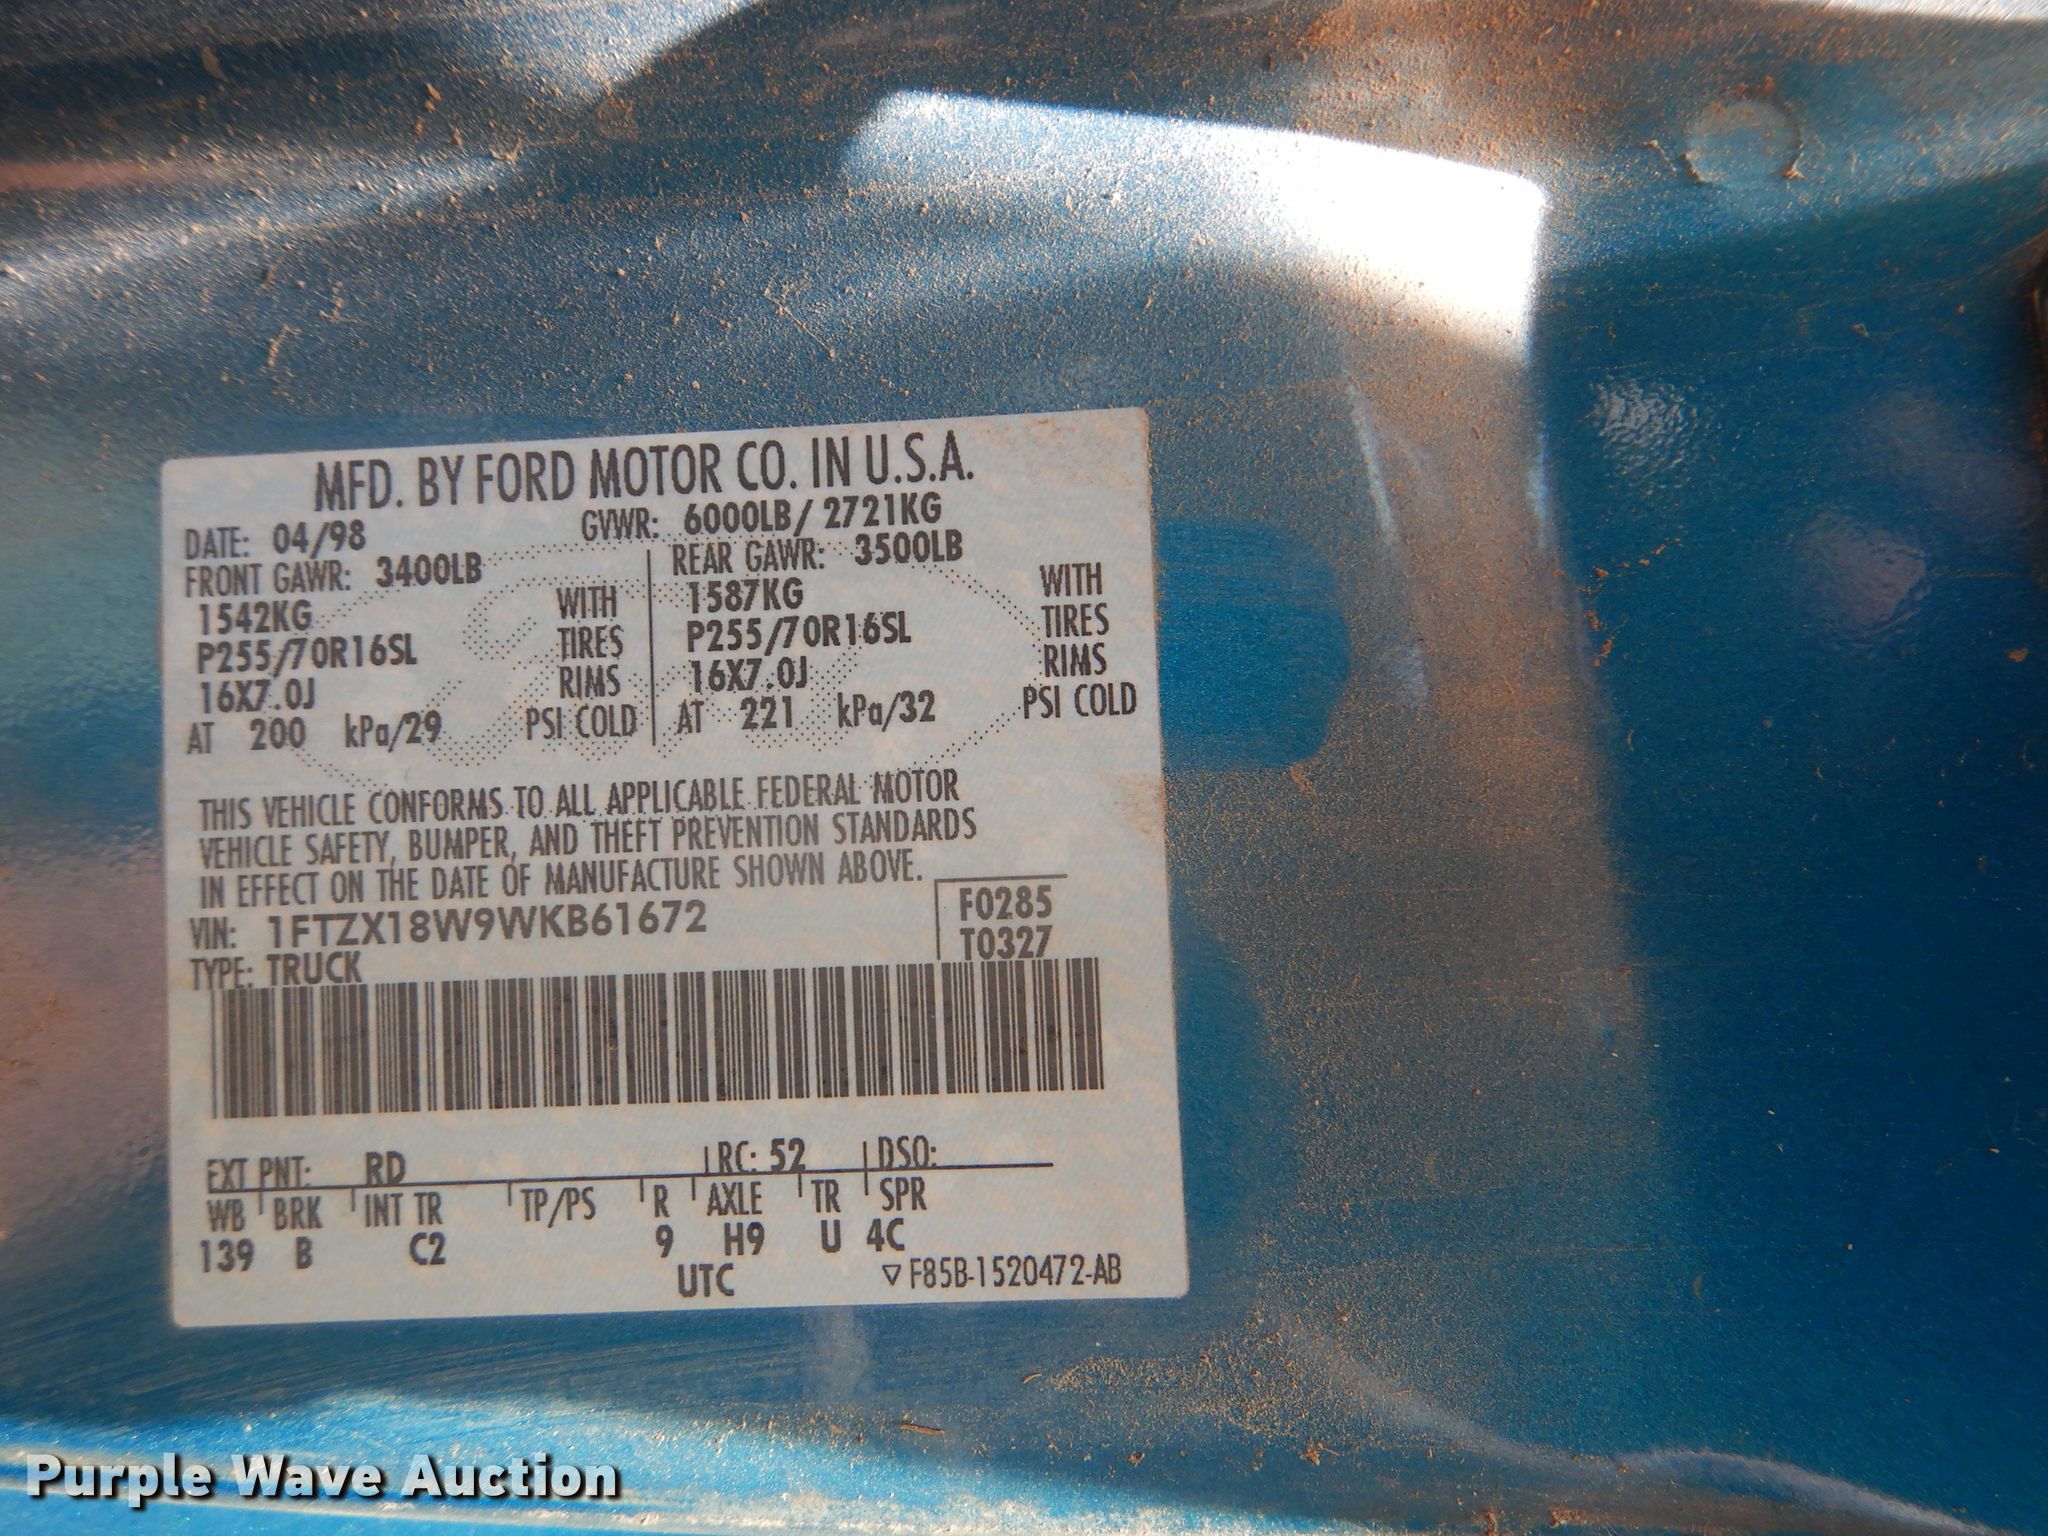 MFD. BY FORD MOTOR CO. IN U.S.A.
DATE: 04/98 GVWR: 6000LB/ 2721KG
FRONT GAWR: 3400LB REAR GAWR: 3500LB
1542KG WITH 1587KG WITH
P255/70R16SL TIRES P255/70R16SL TIRES
16X7.0J RIMS 16X7.0J RIMS
AT 200 kPa/29 PSI COLD AT 221 kPa/32 PSI COLD
THIS VEHICLE CONFORMS TO ALL APPLICABLE FEDERAL MOTOR
VEHICLE SAFETY, BUMPER, AND THEFT PREVENTION STANDARDS
IN EFFECT ON THE DATE OF MANUFACTURE SHOWN ABOVE.
VIN: 1FTZX18W9WKB61672 F0285
TYPE: TRUCK T0327
EXT PNT: RD RC: 52 DSO:
WB BRK INT TR TP/PS R AXLE TR SPR
139 B C2 9 H9 U 4C
UTC ▽F85B-1520472-AB
Purple Wave Auction